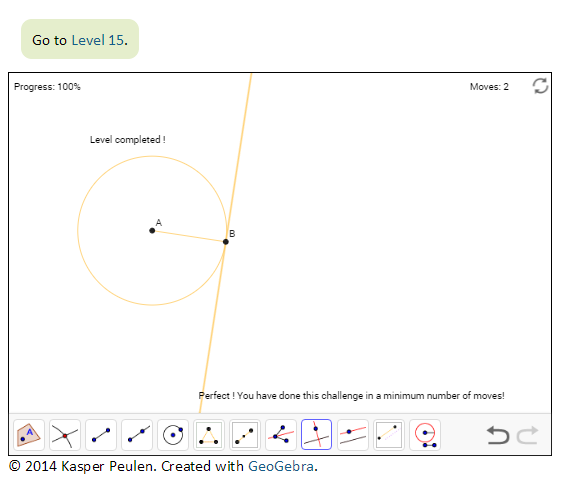 Go to Level 15.
Progress: 100%
Moves: 2
Level completed !
A
B
Perfect ! You have done this challenge in a minimum number of moves!
A
© 2014 Kasper Peulen. Created with GeoGebra.